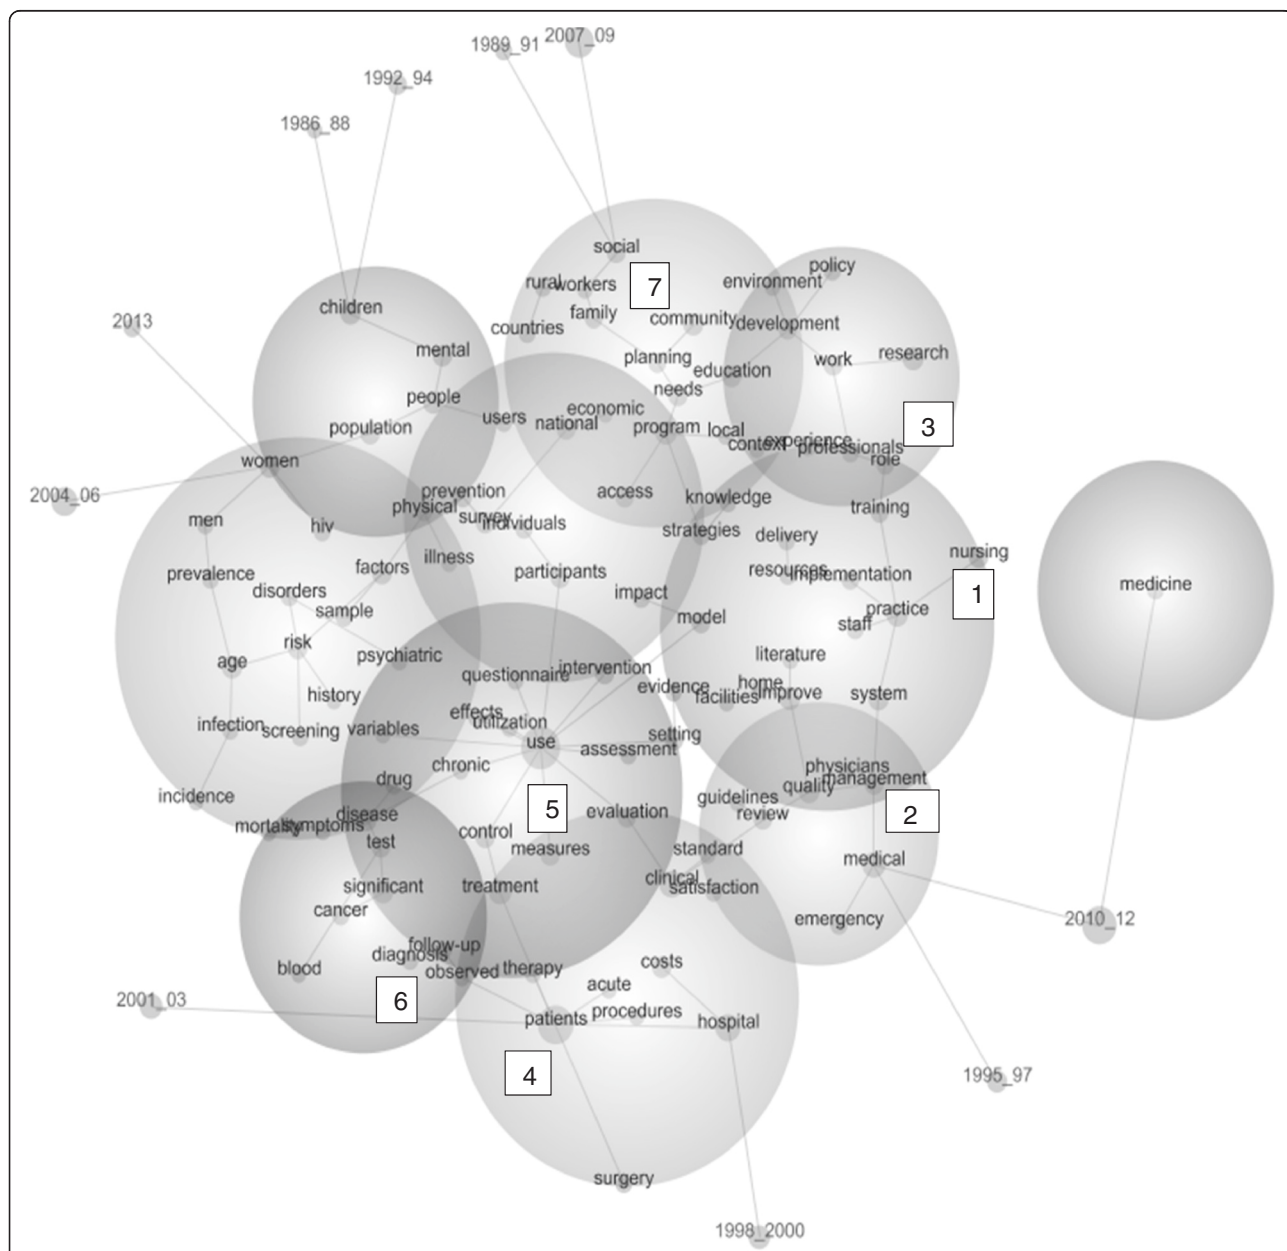 1989_91
2007_09
1992_94
1986_88
social
policy
rural
workers
7
environment
children
family
2013
countries
community
development
mental
planning
work
research
education
people
needs
users
economic
population
national
program
local
3
context
experience
professionals
women
role
2004_06
prevention
access
knowledge
physical
training
men
hiv
survey
individuals
strategies
delivery
nursing
prevalence
factors
illness
participants
resources
implementation
medicine
disorders
impact
1
sample
model
practice
staff
risk
age
psychiatric
literature
questionnaire
intervention
history
evidence
home
facilities
improve
system
infection
screening
variables
effects
utilization
use
setting
assessment
chronic
drug
physicians
management
quality
incidence
guidelines
5
2
disease
mortality
symptoms
evaluation
review
test
control
measures
standard
medical
significant
treatment
clinical
satisfaction
cancer
emergency
2010_12
follow-up
diagnosis
blood
observed
therapy
costs
acute
2001_03
6
procedures
patients
hospital
4
1995_97
surgery
1998_2000